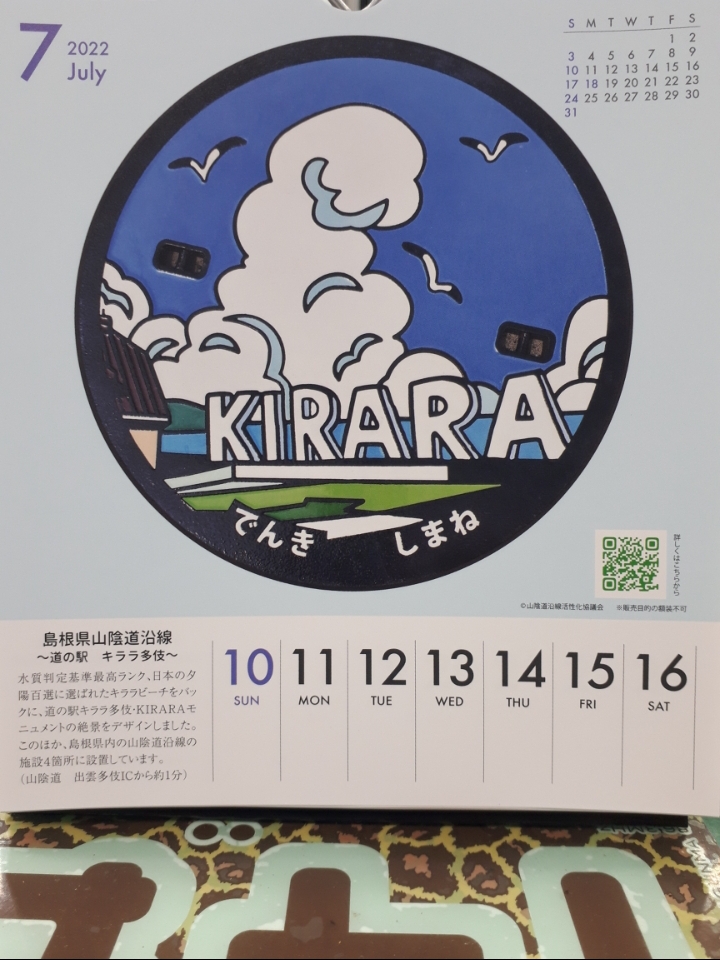 7 2022
July
S M T W T F S
1 2
3 4 5 6 7 8 9
10 11 12 13 14 15 16
17 18 19 20 21 22 23
24 25 26 27 28 29 30
31
KIRARA
でんき しまね
詳しくはこちらから
©山陰道沿線活性化協議会 ※販売目的の額装不可
島根県山陰道沿線
～道の駅 キララ多伎～
水質判定基準最高ランク、日本の夕
陽百選に選ばれたキララビーチをバッ
クに、道の駅キララ多伎・KIRARAモ
ニュメントの絶景をデザインしました。
このほか、島根県内の山陰道沿線の
施設4箇所に設置しています。
(山陰道 出雲多伎ICから約1分)
10 11 12 13 14 15 16
SUN MON TUE WED THU FRI SAT